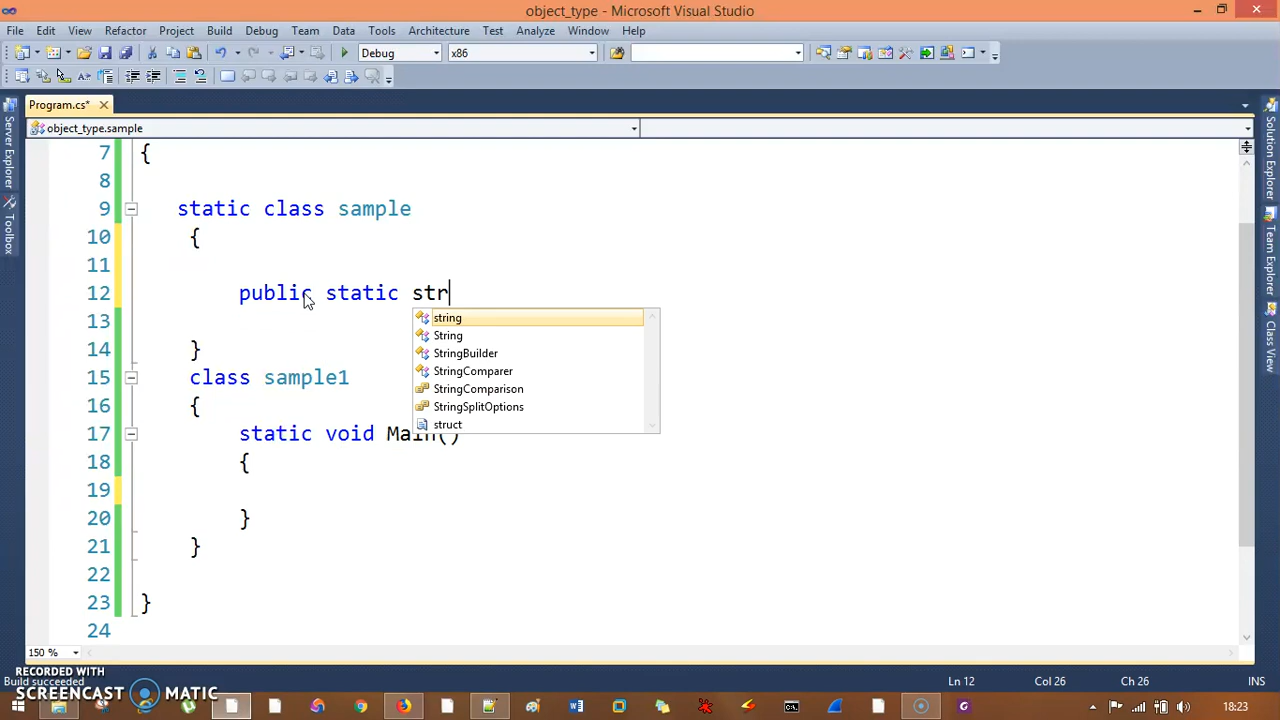 object_type - Microsoft Visual Studio
File Edit View Refactor Project Build Debug Team Data Tools Architecture Test Analyze Window Help
Debug x86
Program.cs*
object_type.sample
Server Explorer
Toolbox
Solution Explorer
Team Explorer
Class View
7 {
8
9 static class sample
10 {
11
12 public static str
string
String
StringBuilder
StringComparer
StringComparison
StringSplitOptions
struct
13
14 }
15 class sample1
16 {
17 static void Main()
18 {
19
20 }
21 }
22
23 }
24
150 %
RECORDED WITH
SCREENCAST MATIC
Build succeeded
Ln 12 Col 26 Ch 26 INS
18:23